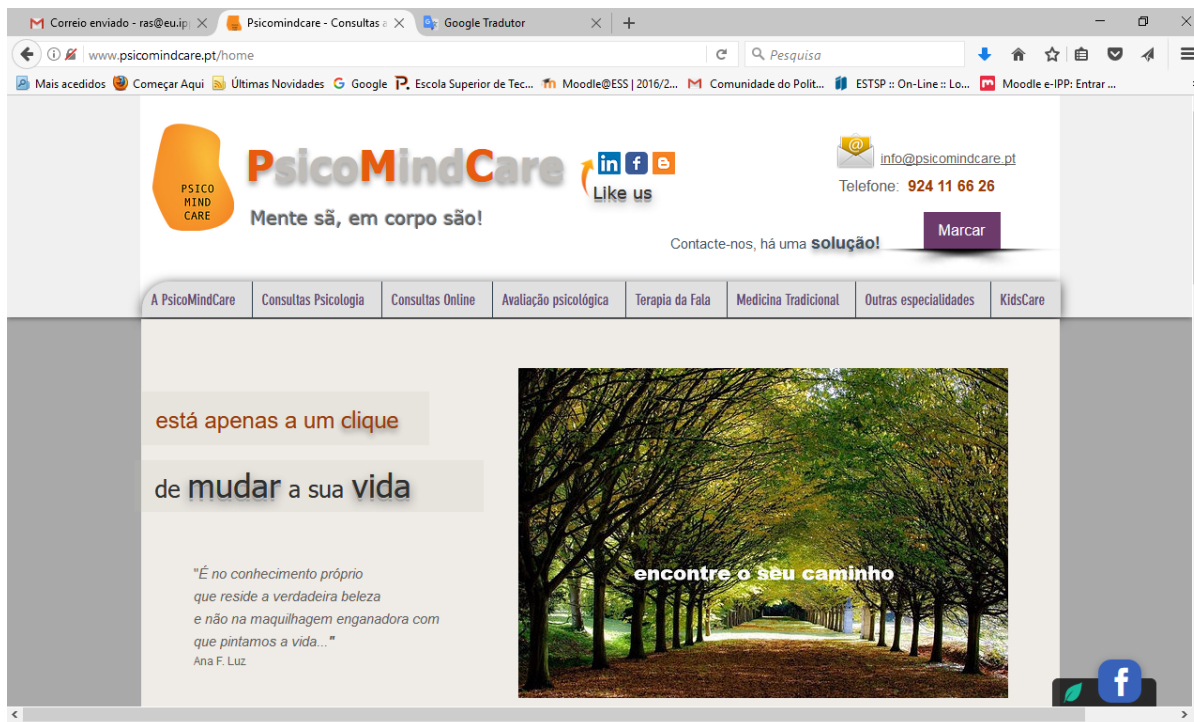 Correio enviado - ras@eu.ip
Psicomindcare - Consultas a
Google Tradutor
www.psicomindcare.pt/home
Pesquisa
Mais acedidos
Começar Aqui
Últimas Novidades
G Google
Escola Superior de Tec...
Moodle@ESS | 2016/2...
Comunidade do Polit...
ESTSP :: On-Line :: Lo...
Moodle e-IPP: Entrar ...
PSICO
MIND
CARE
PsicoMindCare
Mente sã, em corpo são!
in f B
Like us
info@psicomindcare.pt
Telefone: 924 11 66 26
Contacte-nos, há uma solução!
Marcar
A PsicoMindCare
Consultas Psicologia
Consultas Online
Avaliação psicológica
Terapia da Fala
Medicina Tradicional
Outras especialidades
KidsCare
está apenas a um clique
de mudar a sua vida
"É no conhecimento próprio
que reside a verdadeira beleza
e não na maquilhagem enganadora com
que pintamos a vida..."
Ana F. Luz
encontre o seu caminho
f